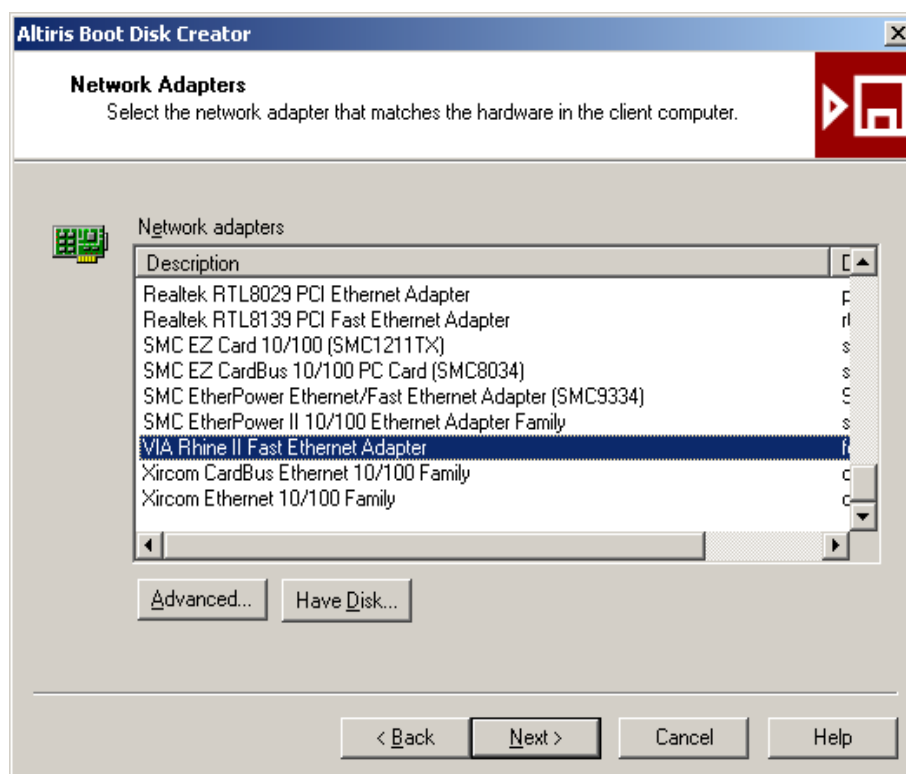 Altiris Boot Disk Creator
Network Adapters
Select the network adapter that matches the hardware in the client computer.
Network adapters
Description
Realtek RTL8029 PCI Ethernet Adapter
Realtek RTL8139 PCI Fast Ethernet Adapter
SMC EZ Card 10/100 (SMC1211TX)
SMC EZ CardBus 10/100 PC Card (SMC8034)
SMC EtherPower Ethernet/Fast Ethernet Adapter (SMC9334)
SMC EtherPower II 10/100 Ethernet Adapter Family
VIA Rhine II Fast Ethernet Adapter
Xircom CardBus Ethernet 10/100 Family
Xircom Ethernet 10/100 Family
Advanced... Have Disk...
< Back Next > Cancel Help